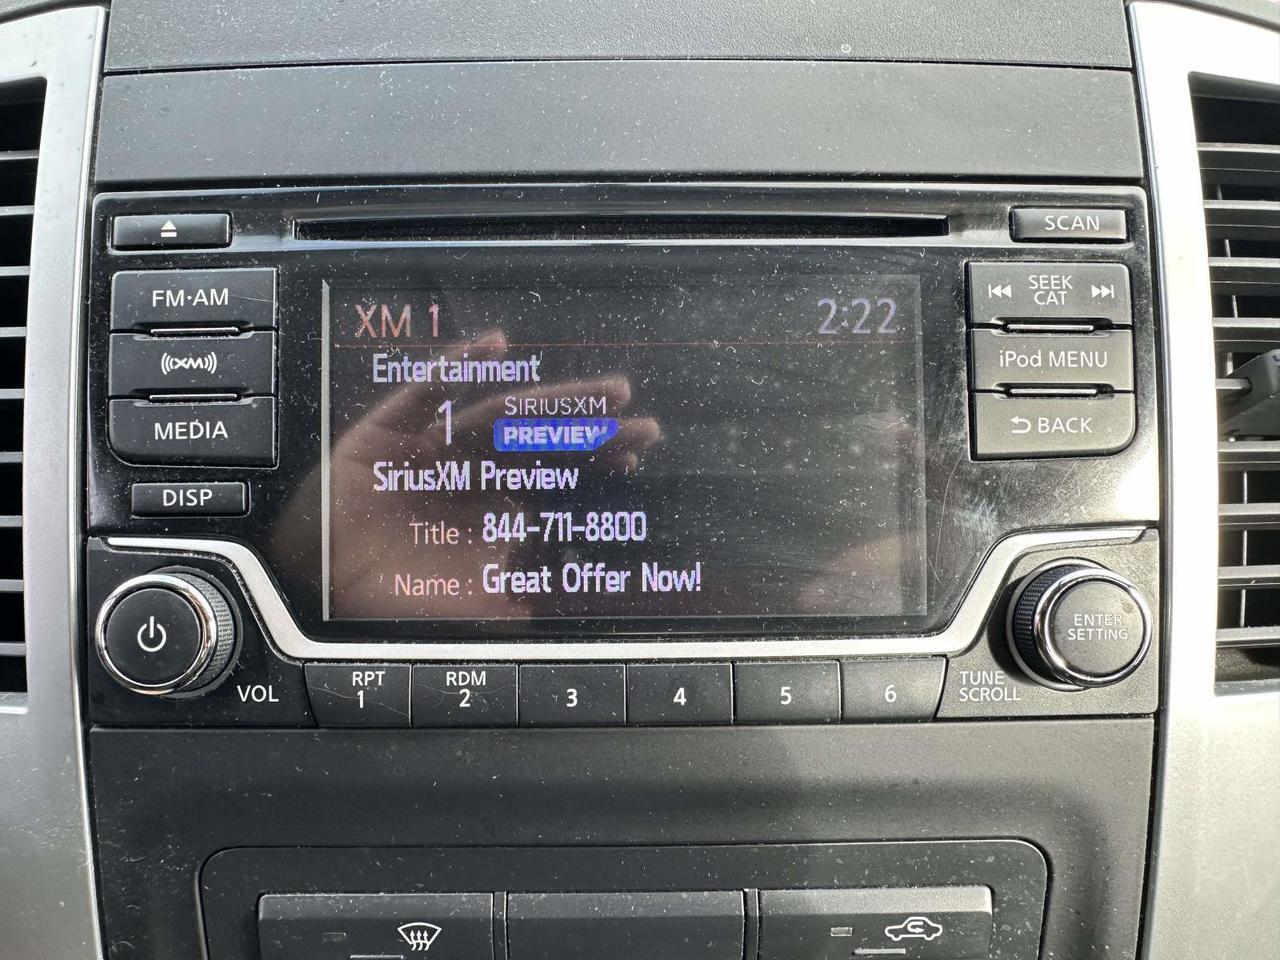 SCAN
FM·AM
SEEK
CAT
XM 1 2:22
Entertainment
((XM))
iPod MENU
1 SIRIUSXM
PREVIEW
MEDIA
BACK
SiriusXM Preview
DISP
Title : 844-711-8800
Name : Great Offer Now!
ENTER
SETTING
VOL
RPT
1
RDM
2
3
4
5
6
TUNE
SCROLL